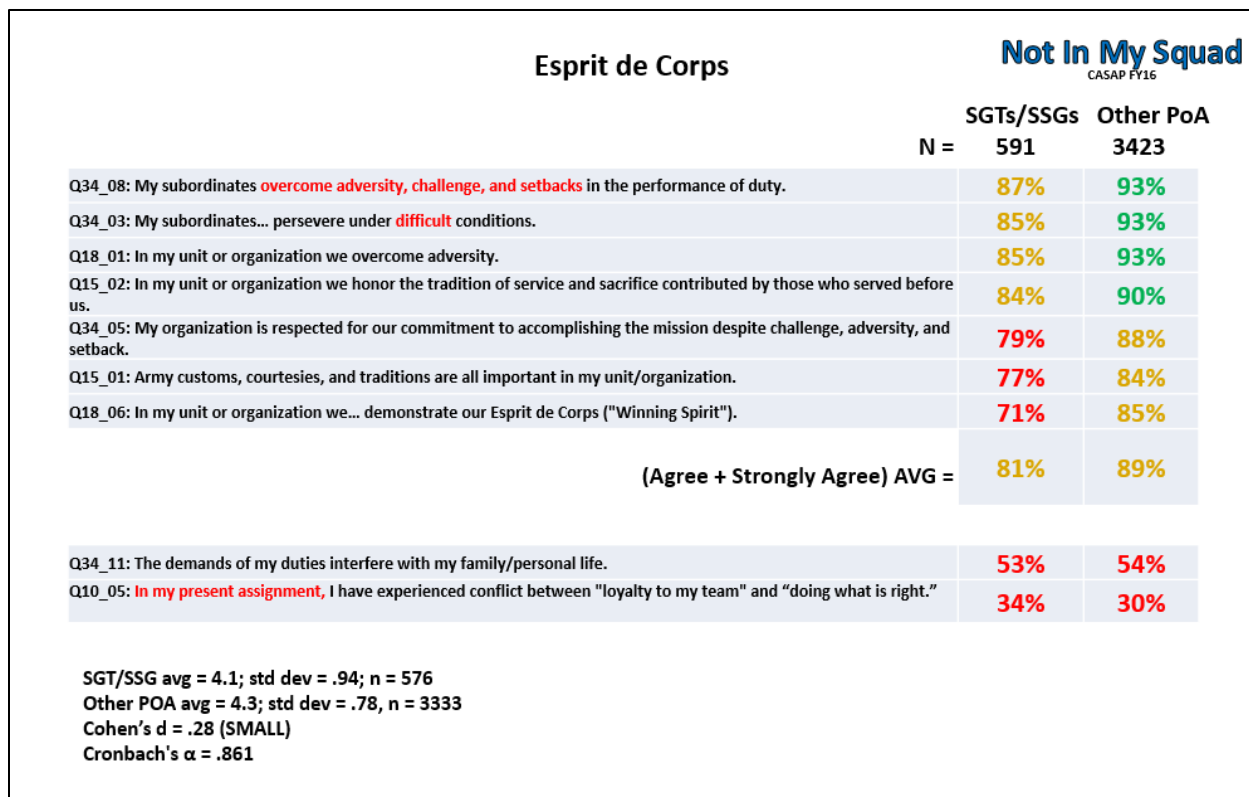 Esprit de Corps
Not In My Squad
CASAP FY16
SGTs/SSGs Other PoA
N = 591 3423
Q34_08: My subordinates overcome adversity, challenge, and setbacks in the performance of duty. 87% 93%
Q34_03: My subordinates... persevere under difficult conditions. 85% 93%
Q18_01: In my unit or organization we overcome adversity. 85% 93%
Q15_02: In my unit or organization we honor the tradition of service and sacrifice contributed by those who served before
us. 84% 90%
Q34_05: My organization is respected for our commitment to accomplishing the mission despite challenge, adversity, and
setback. 79% 88%
Q15_01: Army customs, courtesies, and traditions are all important in my unit/organization. 77% 84%
Q18_06: In my unit or organization we... demonstrate our Esprit de Corps ("Winning Spirit"). 71% 85%
(Agree + Strongly Agree) AVG = 81% 89%
Q34_11: The demands of my duties interfere with my family/personal life. 53% 54%
Q10_05: In my present assignment, I have experienced conflict between "loyalty to my team" and “doing what is right.” 34% 30%
SGT/SSG avg = 4.1; std dev = .94; n = 576
Other POA avg = 4.3; std dev = .78, n = 3333
Cohen’s d = .28 (SMALL)
Cronbach's α = .861